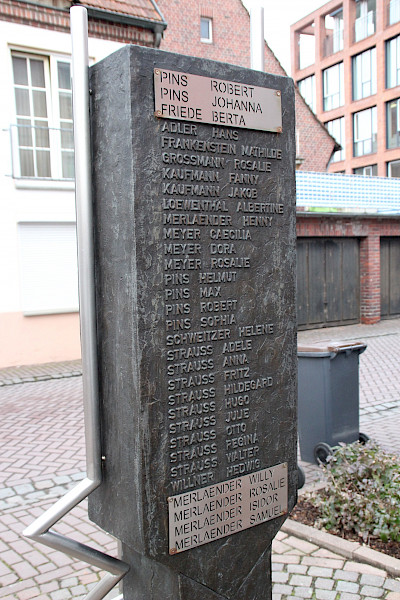 PINS ROBERT
PINS JOHANNA
FRIEDE BERTA
ADLER HANS
FRANKENSTEIN MATHILDE
GROSSMANN ROSALIE
KAUFMANN FANNY
KAUFMANN JAKOB
LOEWENTHAL ALBERTINE
MERLAENDER HENNY
MEYER CAECILIA
MEYER DORA
MEYER ROSALIE
PINS HELMUT
PINS MAX
PINS ROBERT
PINS SOPHIA
SCHWEITZER HELENE
STRAUSS ADELE
STRAUSS ANNA
STRAUSS FRITZ
STRAUSS HILDEGARD
STRAUSS HUGO
STRAUSS JULIE
STRAUSS OTTO
STRAUSS REGINA
STRAUSS WALTER
WILLNER HEDWIG
MERLAENDER WILLY
MERLAENDER ROSALIE
MERLAENDER ISIDOR
MERLAENDER SAMUEL